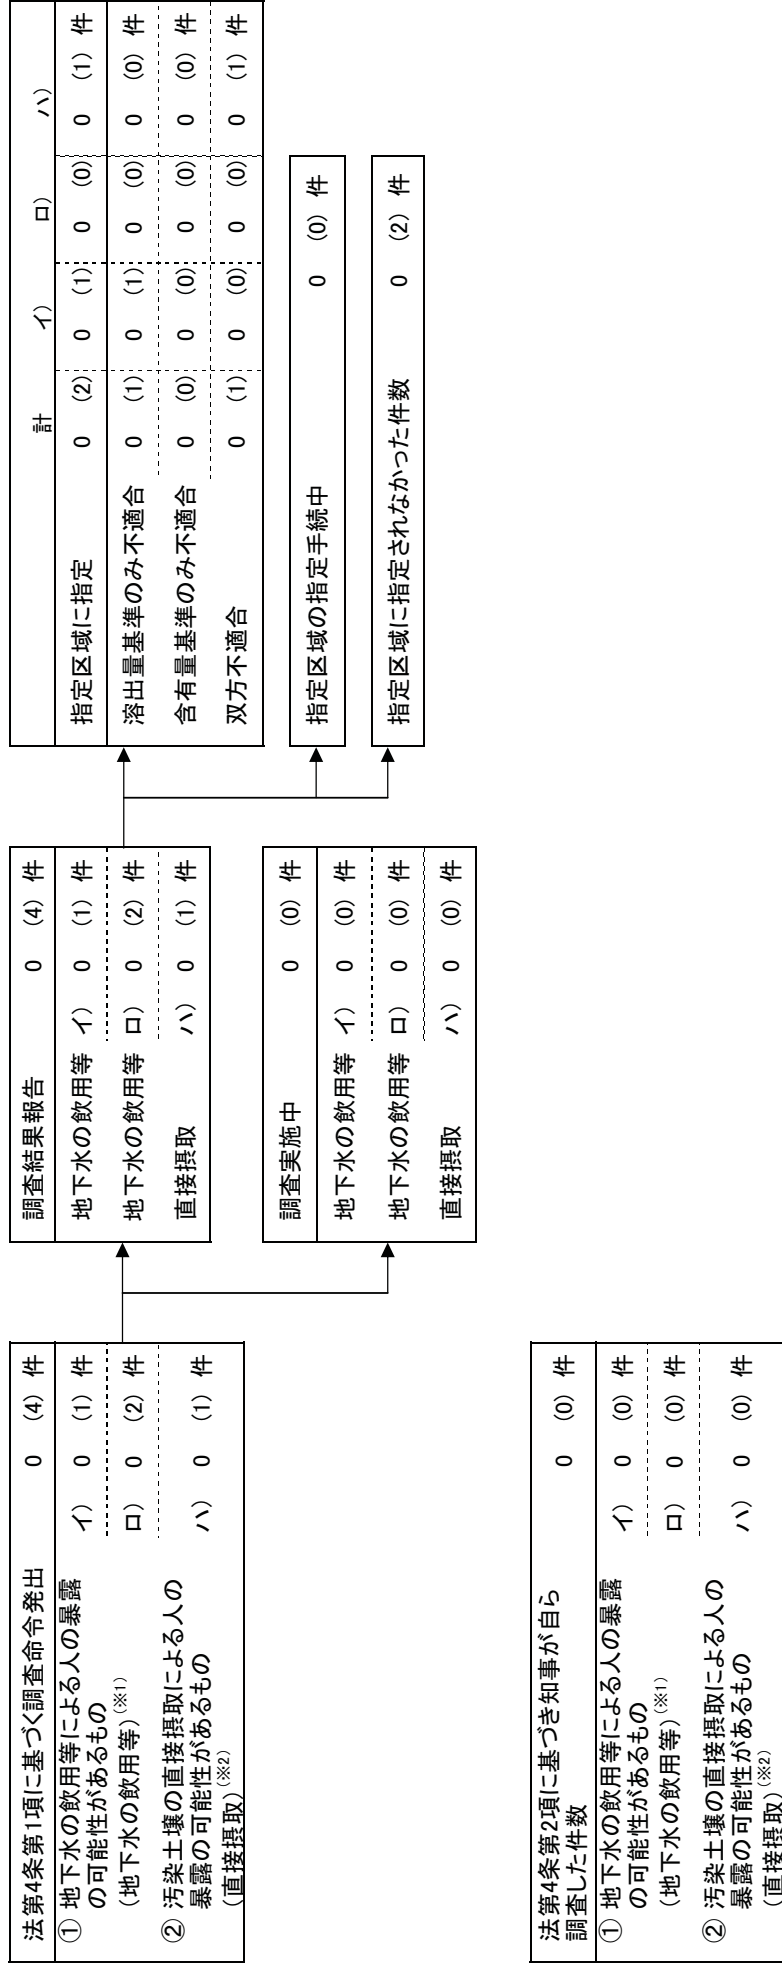 法第4条第1項に基づく調査命令発出 0 (4) 件
① 地下水の飲用等による人の暴露 イ) 0 (1) 件
の可能性があるもの
(地下水の飲用等)(※1) ロ) 0 (2) 件
② 汚染土壌の直接摂取による人の
暴露の可能性があるもの ハ) 0 (1) 件
(直接摂取)(※2)
調査結果報告 0 (4) 件
地下水の飲用等 イ) 0 (1) 件
地下水の飲用等 ロ) 0 (2) 件
直接摂取 ハ) 0 (1) 件
調査実施中 0 (0) 件
地下水の飲用等 イ) 0 (0) 件
地下水の飲用等 ロ) 0 (0) 件
直接摂取 ハ) 0 (0) 件
計 イ) ロ) ハ)
指定区域に指定 0 (2) 0 (1) 0 (0) 0 (1) 件
溶出量基準のみ不適合 0 (1) 0 (1) 0 (0) 0 (0) 件
含有量基準のみ不適合 0 (0) 0 (0) 0 (0) 0 (0) 件
双方不適合 0 (1) 0 (0) 0 (0) 0 (1) 件
指定区域の指定手続中 0 (0) 件
指定区域に指定されなかった件数 0 (2) 件
法第4条第2項に基づき知事が自ら
調査した件数 0 (0) 件
① 地下水の飲用等による人の暴露 イ) 0 (0) 件
の可能性があるもの
(地下水の飲用等)(※1) ロ) 0 (0) 件
② 汚染土壌の直接摂取による人の
暴露の可能性があるもの ハ) 0 (0) 件
(直接摂取)(※2)